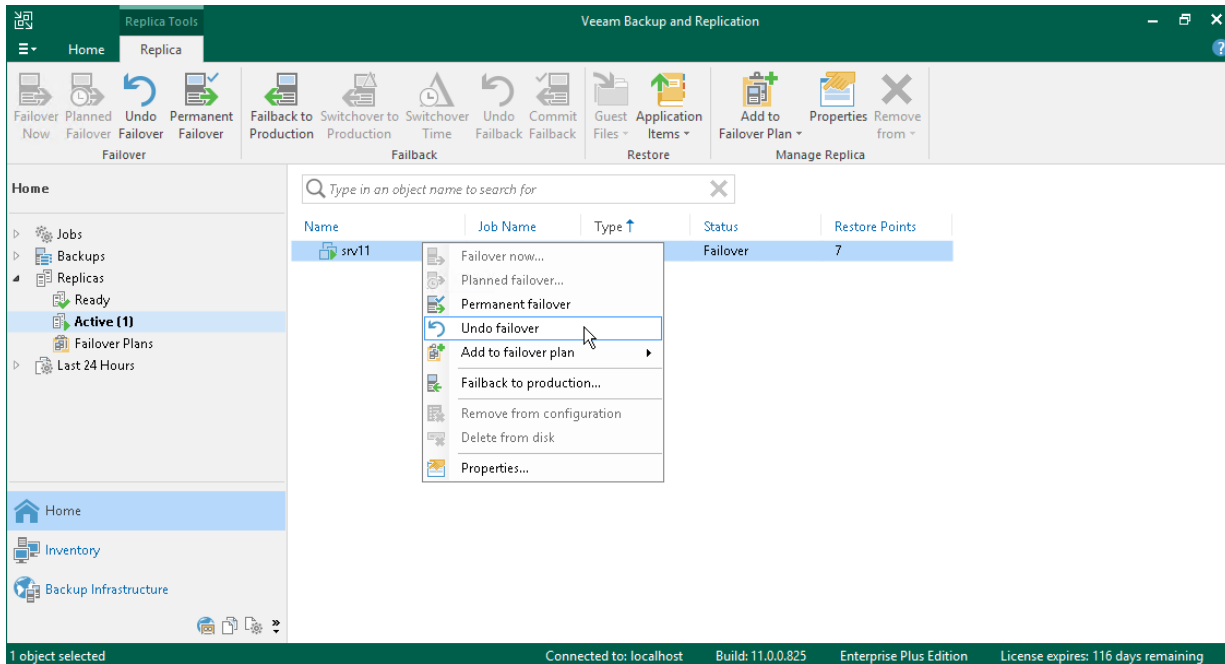 Replica Tools
Veeam Backup and Replication
Home
Replica
?
Failover Now
Planned Failover
Undo Failover
Permanent Failover
Failback to Production
Switchover to Production
Switchover Time
Undo Failback
Commit Failback
Guest Files
Application Items
Add to Failover Plan
Properties
Remove from
Failover
Failback
Restore
Manage Replica
Home
Type in an object name to search for
Name
Job Name
Type
Status
Restore Points
srv11
Failover
7
Jobs
Backups
Replicas
Ready
Active (1)
Failover Plans
Last 24 Hours
Failover now...
Planned failover...
Permanent failover
Undo failover
Add to failover plan
Failback to production...
Remove from configuration
Delete from disk
Properties...
Home
Inventory
Backup Infrastructure
1 object selected
Connected to: localhost
Build: 11.0.0.825
Enterprise Plus Edition
License expires: 116 days remaining